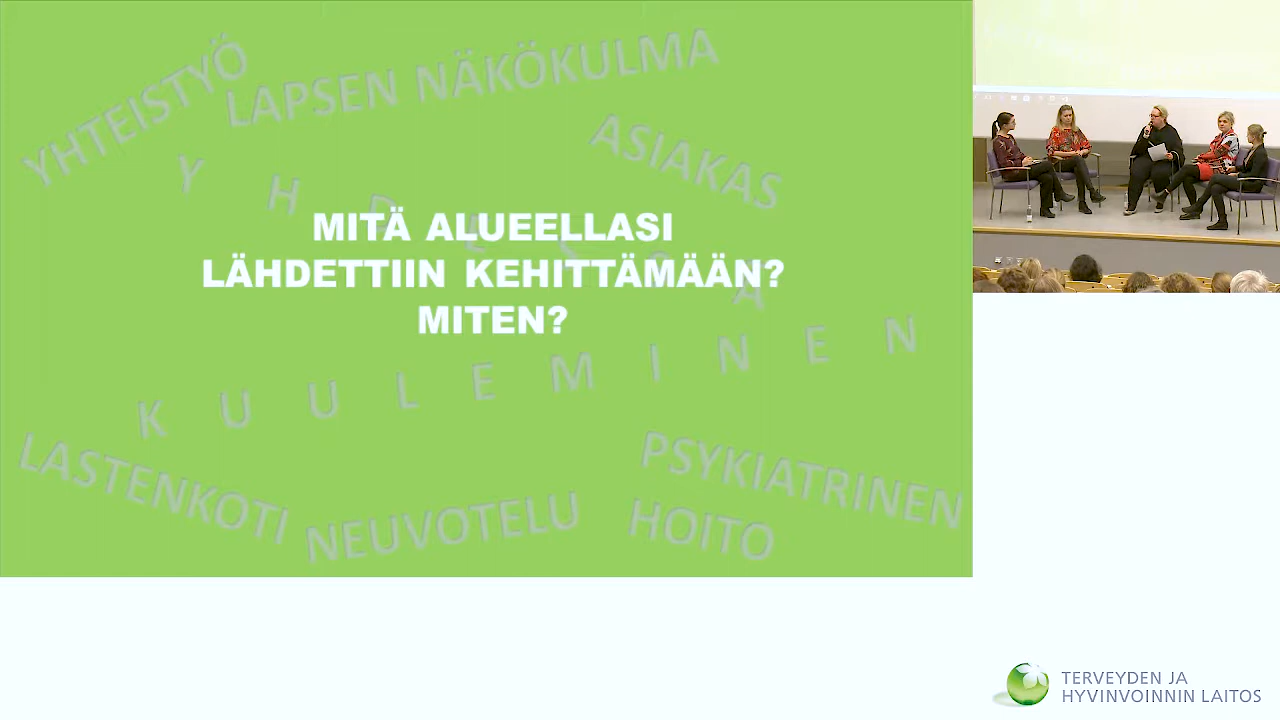 YHTEISTYÖ
LAPSEN NÄKÖKULMA
ASIAKAS
Y H D E S S Ä
MITÄ ALUEELLASI
LÄHDETTIIN KEHITTÄMÄÄN?
MITEN?
K U U L E M I N E N
LASTENKOTI
NEUVOTELU
PSYKIATRINEN
HOITO
TERVEYDEN JA
HYVINVOINNIN LAITOS